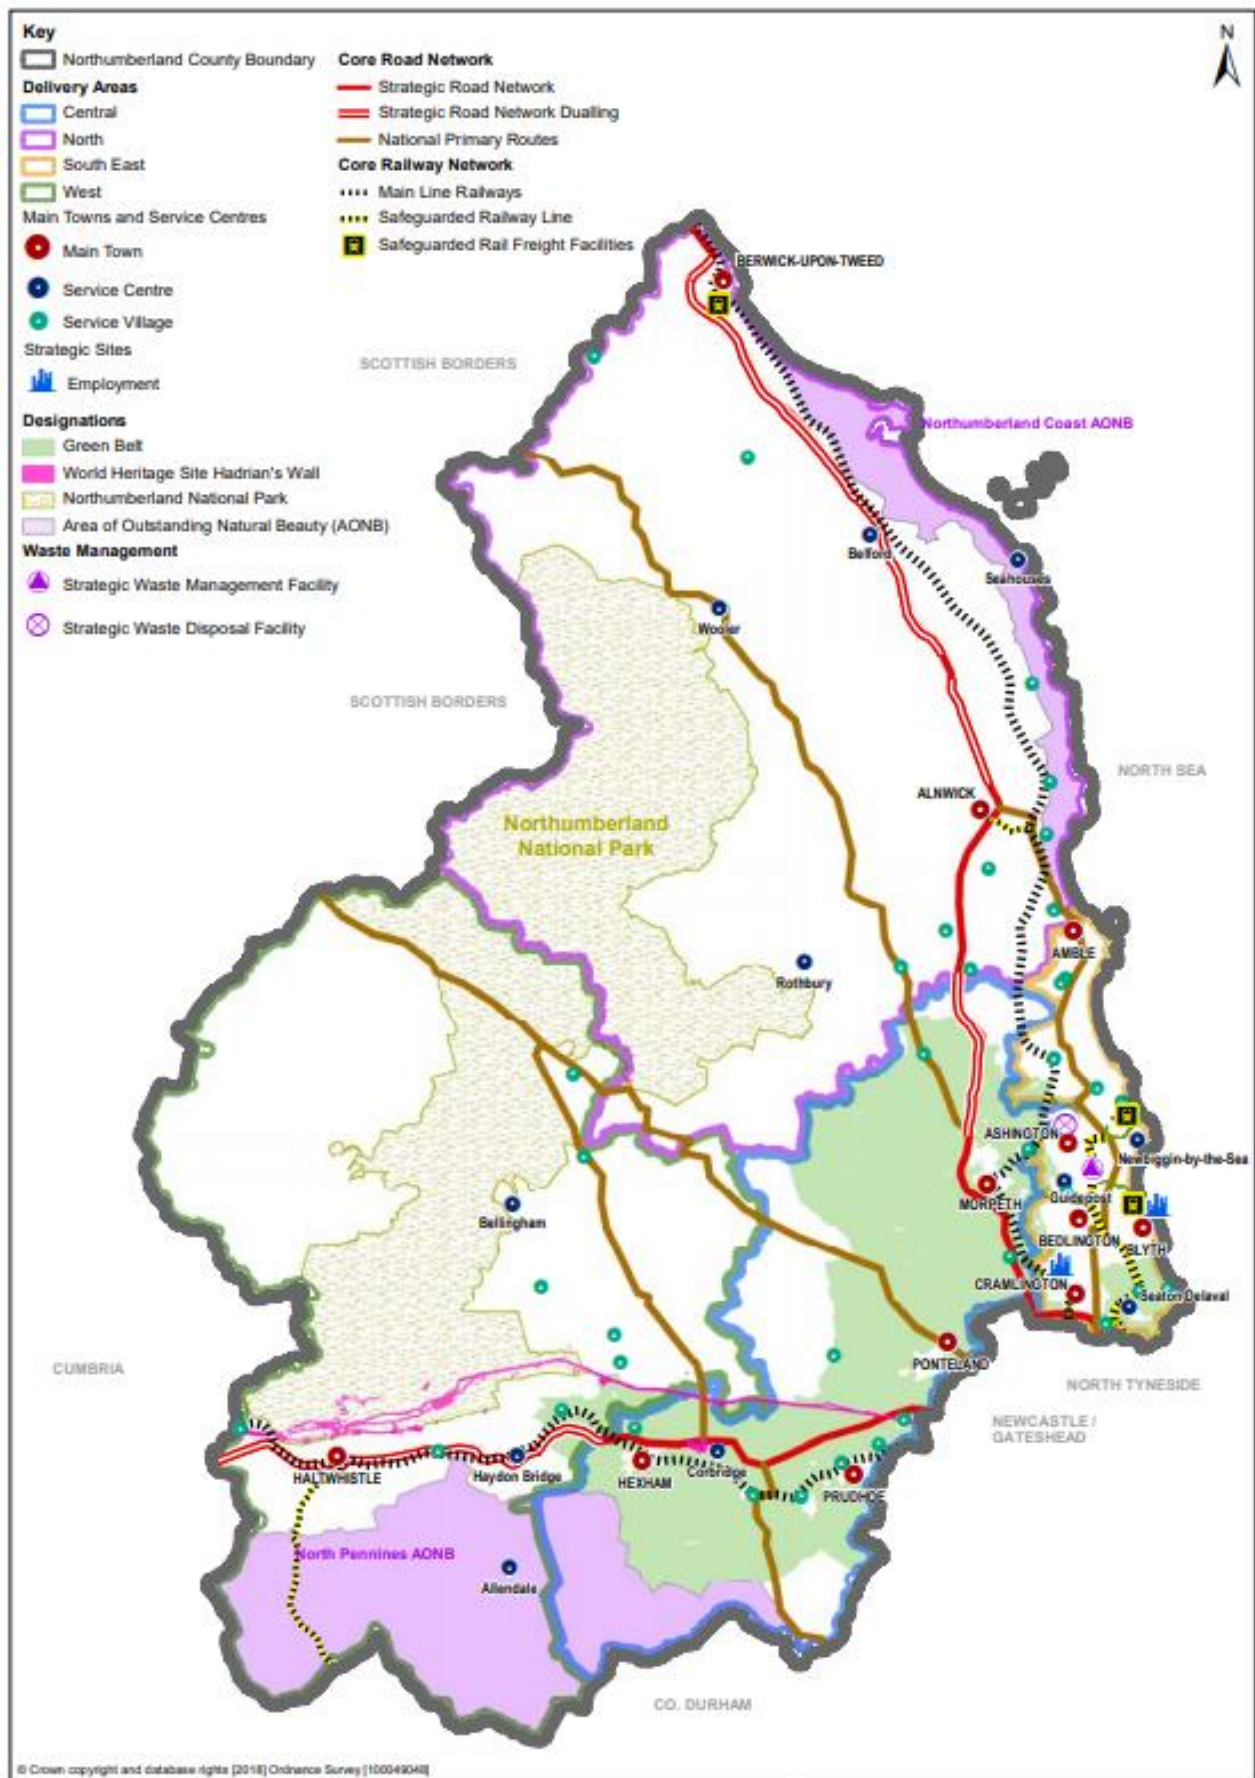 Key
Northumberland County Boundary
Delivery Areas
Central
North
South East
West
Main Towns and Service Centres
Main Town
Service Centre
Service Village
Strategic Sites
Employment
Designations
Green Belt
World Heritage Site Hadrian's Wall
Northumberland National Park
Area of Outstanding Natural Beauty (AONB)
Waste Management
Strategic Waste Management Facility
Strategic Waste Disposal Facility
Core Road Network
Strategic Road Network
Strategic Road Network Dualling
National Primary Routes
Core Railway Network
Main Line Railways
Safeguarded Railway Line
Safeguarded Rail Freight Facilities
N
BERWICK-UPON-TWEED
SCOTTISH BORDERS
Northumberland Coast AONB
Belford
Seahouses
Wooler
SCOTTISH BORDERS
NORTH SEA
ALNWICK
Northumberland
National Park
AMBLE
Rothbury
ASHINGTON
Newbiggin-by-the-Sea
MORPETH
Guidepost
Bellingham
BEDLINGTON
BLYTH
CRAMLINGTON
Seaton Delaval
PONTELAND
CUMBRIA
NORTH TYNESIDE
NEWCASTLE /
GATESHEAD
HALTWHISTLE
Haydon Bridge
HEXHAM
Corbridge
PRUDHOE
North Pennines AONB
Allendale
CO. DURHAM
© Crown copyright and database rights [2018] Ordnance Survey [100049048]